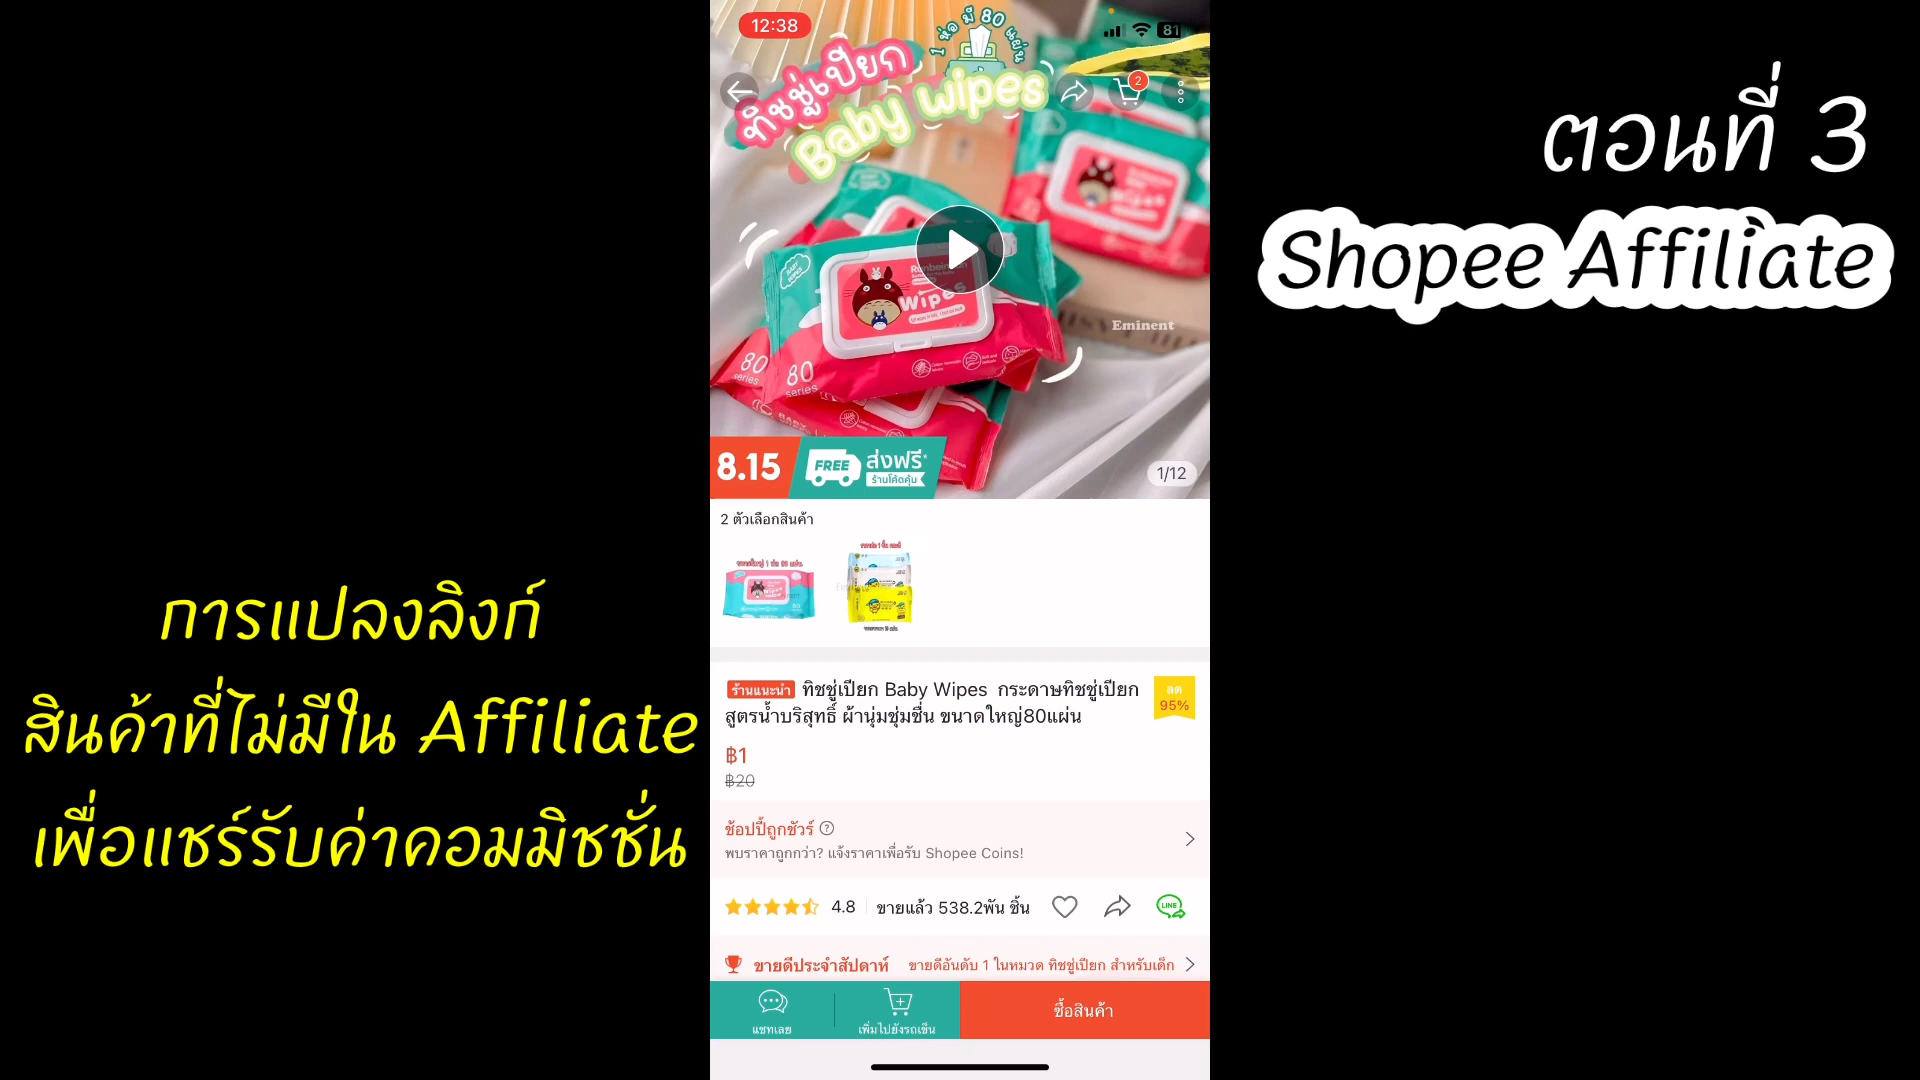 ตอนที่ 3
Shopee Affiliate
การแปลงลิงก์
สินค้าที่ไม่มีใน Affiliate
เพื่อแชร์รับค่าคอมมิชชั่น
12:38
81
1 ห่อ มี 80 แผ่น
ทิชชู่เปียก
Baby wipes
2
BABY WIPES
Wipes
Eminent
80 series
80 series
8.15
FREE
ส่งฟรี*
ร้านโค้ดคุ้ม
1/12
2 ตัวเลือกสินค้า
ร้านแนะนำ ทิชชู่เปียก Baby Wipes กระดาษทิชชู่เปียก
สูตรน้ำบริสุทธิ์ ผ้านุ่มชุ่มชื่น ขนาดใหญ่80แผ่น
ลด
95%
฿1
฿20
ช้อปปี้ถูกชัวร์ ?
พบราคาถูกกว่า? แจ้งราคาเพื่อรับ Shopee Coins!
4.8
ขายแล้ว 538.2พัน ชิ้น
LINE
ขายดีประจำสัปดาห์ ขายดีอันดับ 1 ในหมวด ทิชชู่เปียก สำหรับเด็ก
แชทเลย
เพิ่มไปยังรถเข็น
ซื้อสินค้า